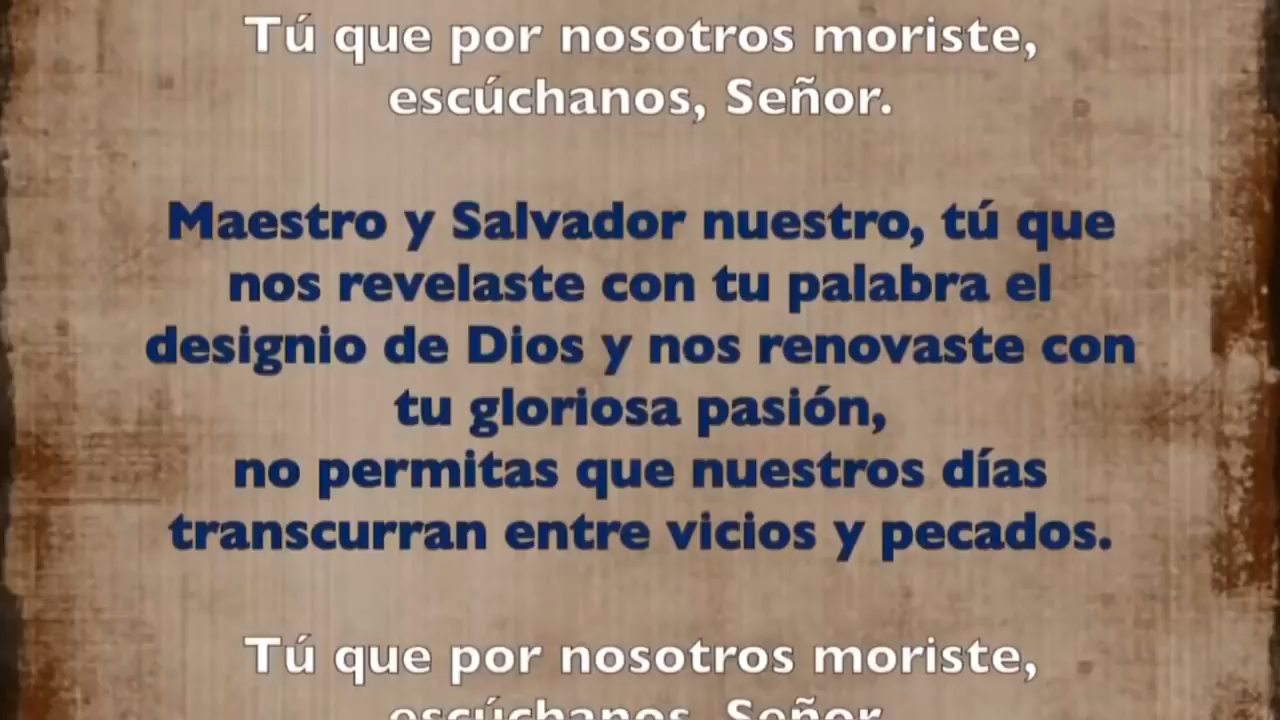 Tú que por nosotros moriste,
escúchanos, Señor.
Maestro y Salvador nuestro, tú que
nos revelaste con tu palabra el
designio de Dios y nos renovaste con
tu gloriosa pasión,
no permitas que nuestros días
transcurran entre vicios y pecados.
Tú que por nosotros moriste,
escúchanos, Señor.